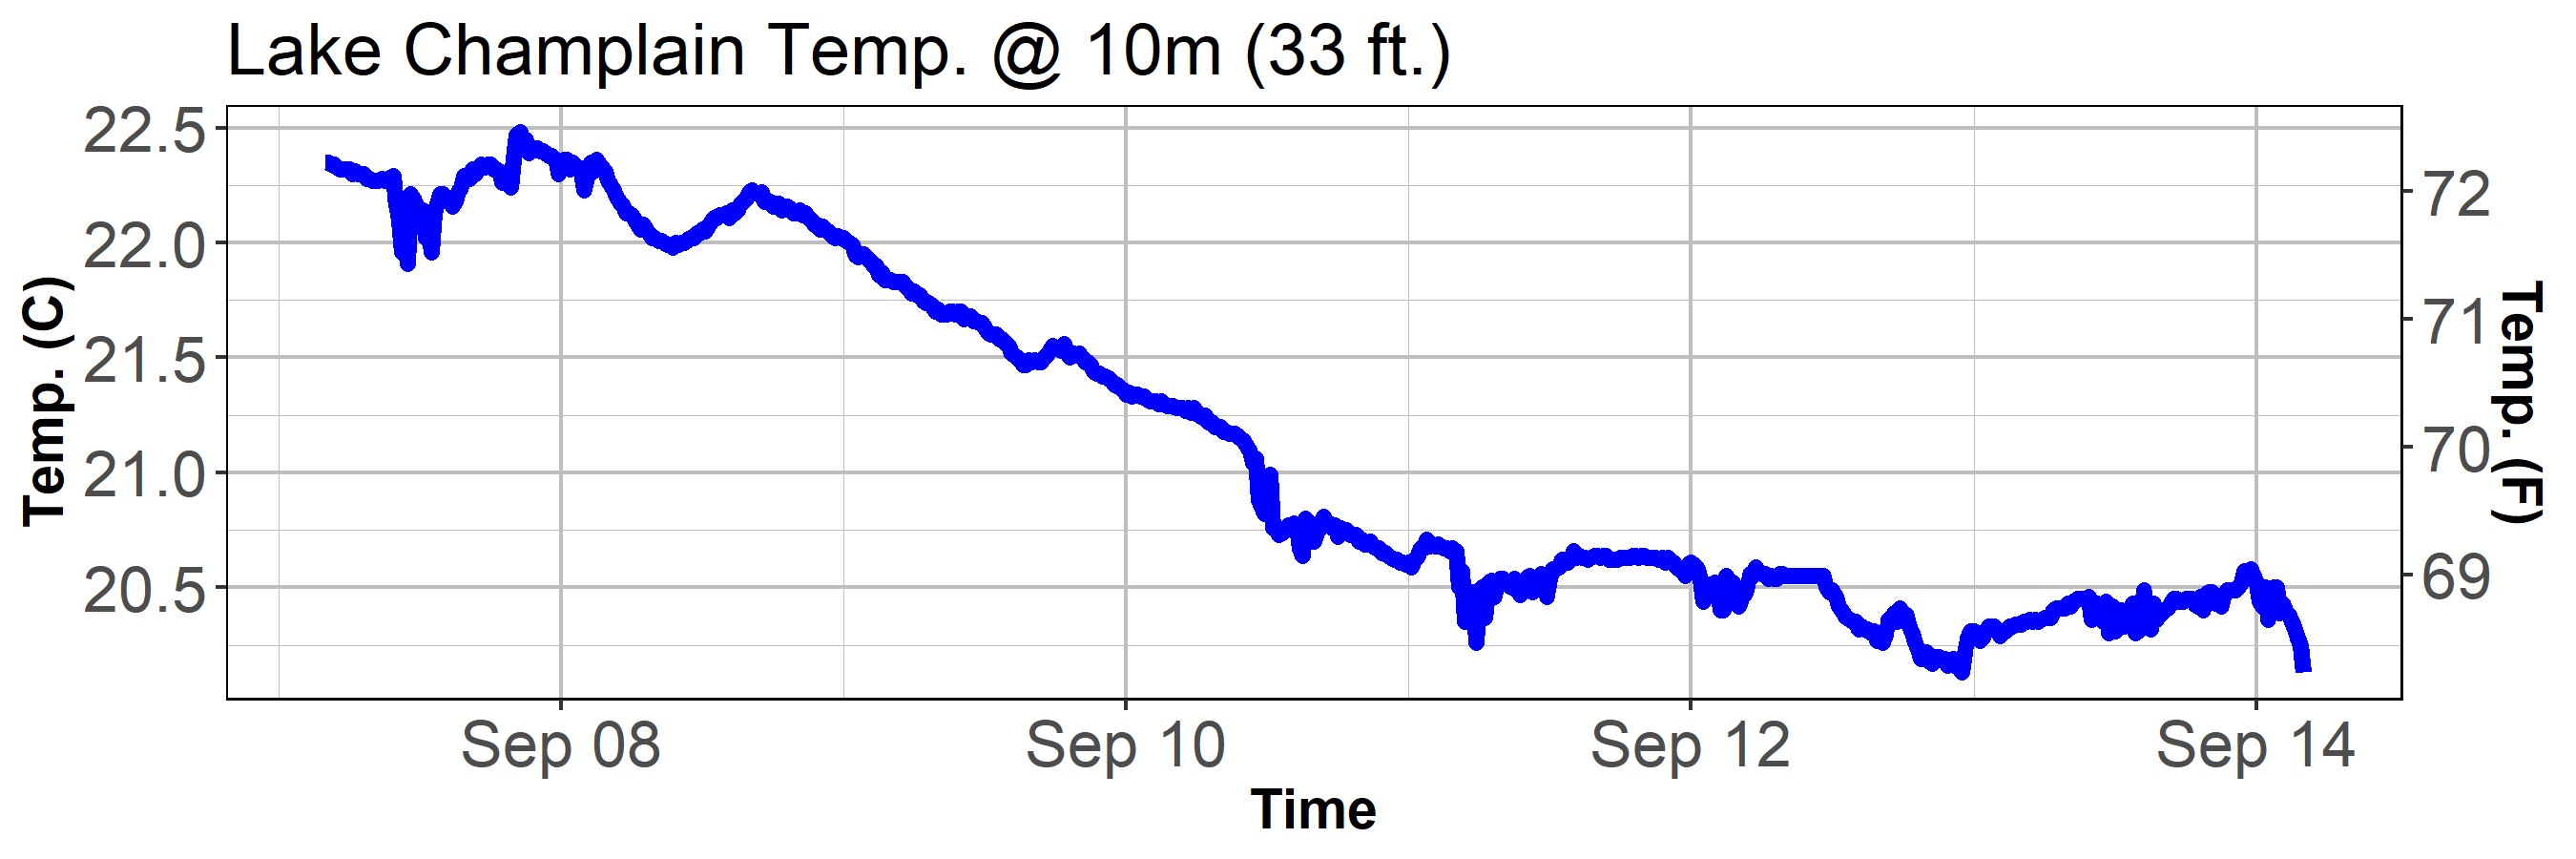 Lake Champlain Temp. @ 10m (33 ft.)
22.5
22.0
21.5
21.0
20.5
Temp. (C)
72
71
70
69
Temp. (F)
Sep 08
Sep 10
Sep 12
Sep 14
Time